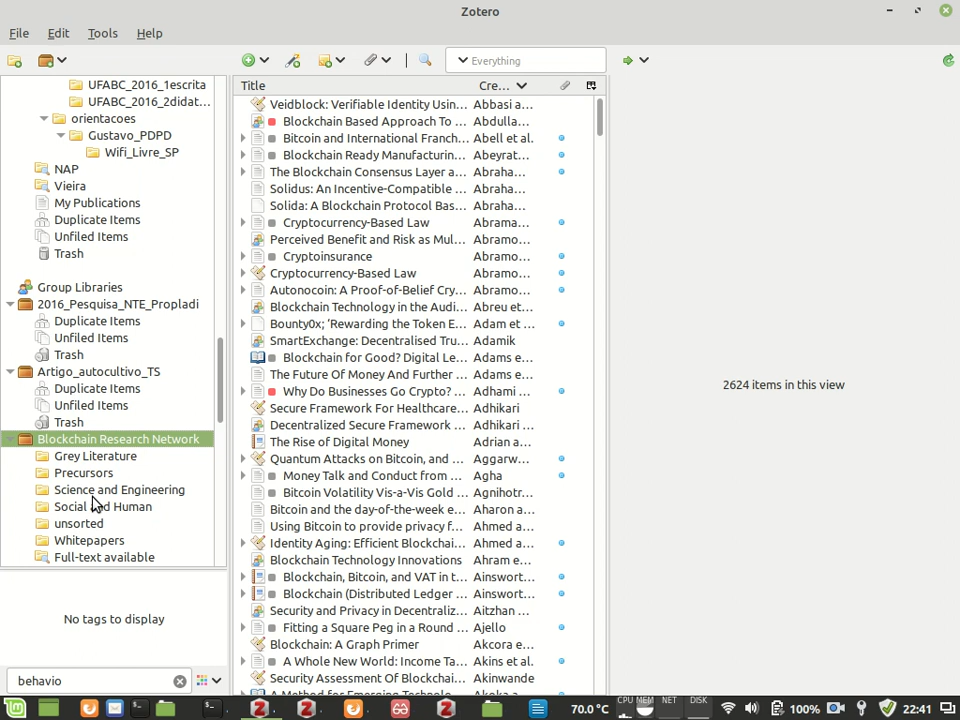 Zotero
File Edit Tools Help
Everything
Title Cre...
UFABC_2016_1escrita
UFABC_2016_2didat...
orientacoes
Gustavo_PDPD
Wifi_Livre_SP
NAP
Vieira
My Publications
Duplicate Items
Unfiled Items
Trash
Group Libraries
2016_Pesquisa_NTE_Propladi
Duplicate Items
Unfiled Items
Trash
Artigo_autocultivo_TS
Duplicate Items
Unfiled Items
Trash
Blockchain Research Network
Grey Literature
Precursors
Science and Engineering
Social and Human
unsorted
Whitepapers
Full-text available
No tags to display
behavio
Veidblock: Verifiable Identity Usin... Abbasi a...
Blockchain Based Approach To ... Abdulla...
Bitcoin and International Franch... Abell et al.
Blockchain Ready Manufacturin... Abeyrat...
The Blockchain Consensus Layer a... Abraha...
Solidus: An Incentive-Compatible ... Abraha...
Solida: A Blockchain Protocol Bas... Abraha...
Cryptocurrency-Based Law Abrama...
Perceived Benefit and Risk as Mul... Abramo...
Cryptoinsurance Abramo...
Cryptocurrency-Based Law Abramo...
Autonocoin: A Proof-of-Belief Cry... Abramo...
Blockchain Technology in the Audi... Abreu et...
Bounty0x; ‘Rewarding the Token E... Adam et ...
SmartExchange: Decentralised Tru... Adamik
Blockchain for Good? Digital Le... Adams e...
The Future Of Money And Further ... Adams e...
Why Do Businesses Go Crypto? ... Adhami ...
Secure Framework For Healthcare... Adhikari
Decentralized Secure Framework ... Adhikari ...
The Rise of Digital Money Adrian a...
Quantum Attacks on Bitcoin, and ... Aggarw...
Money Talk and Conduct from ... Agha
Bitcoin Volatility Vis-a-Vis Gold ... Agnihotr...
Bitcoin and the day-of-the-week e... Aharon a...
Using Bitcoin to provide privacy f... Ahmed a...
Identity Aging: Efficient Blockchai... Ahmed a...
Blockchain Technology Innovations Ahram e...
Blockchain, Bitcoin, and VAT in t... Ainswort...
Blockchain (Distributed Ledger ... Ainswort...
Security and Privacy in Decentraliz... Aitzhan ...
Fitting a Square Peg in a Round ... Ajello
Blockchain: A Graph Primer Akcora e...
A Whole New World: Income Ta... Akins et al.
Security Assessment Of Blockchai... Akinwande
A Method for Emerging Technolo... Akoka a...
2624 items in this view
70.0 °C CPU MEM NET DISK 100% 22:41